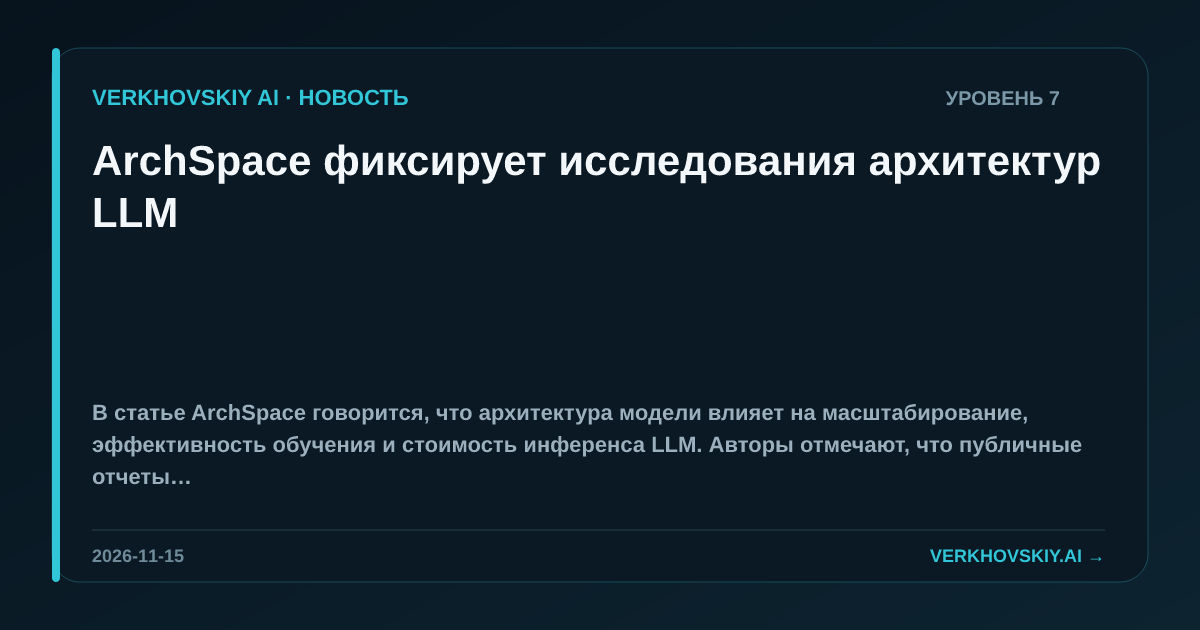 VERKHOVSKIY AI · НОВОСТЬ
УРОВЕНЬ 7
ArchSpace фиксирует исследования архитектур
LLM
В статье ArchSpace говорится, что архитектура модели влияет на масштабирование,
эффективность обучения и стоимость инференса LLM. Авторы отмечают, что публичные
отчеты…
2026-11-15
VERKHOVSKIY.AI →